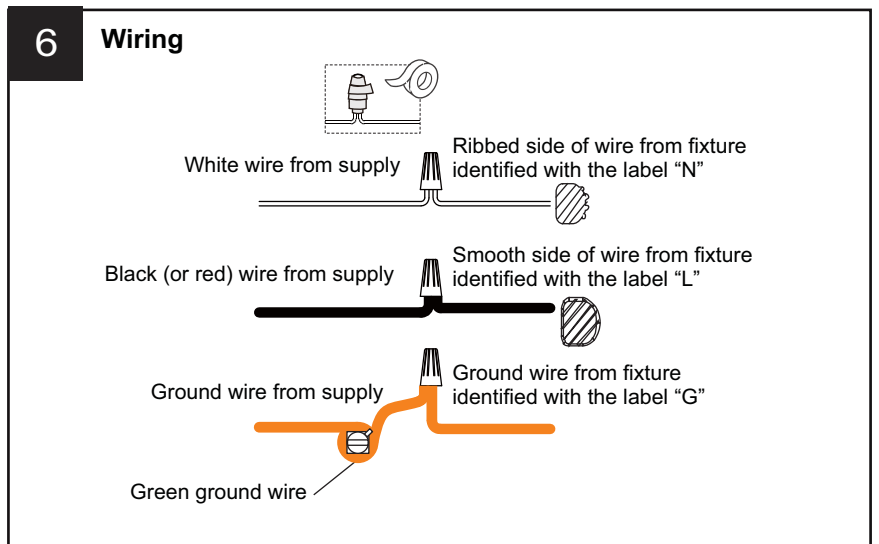 6
Wiring
White wire from supply
Ribbed side of wire from fixture
identified with the label “N”
Black (or red) wire from supply
Smooth side of wire from fixture
identified with the label “L”
Ground wire from supply
Ground wire from fixture
identified with the label “G”
Green ground wire